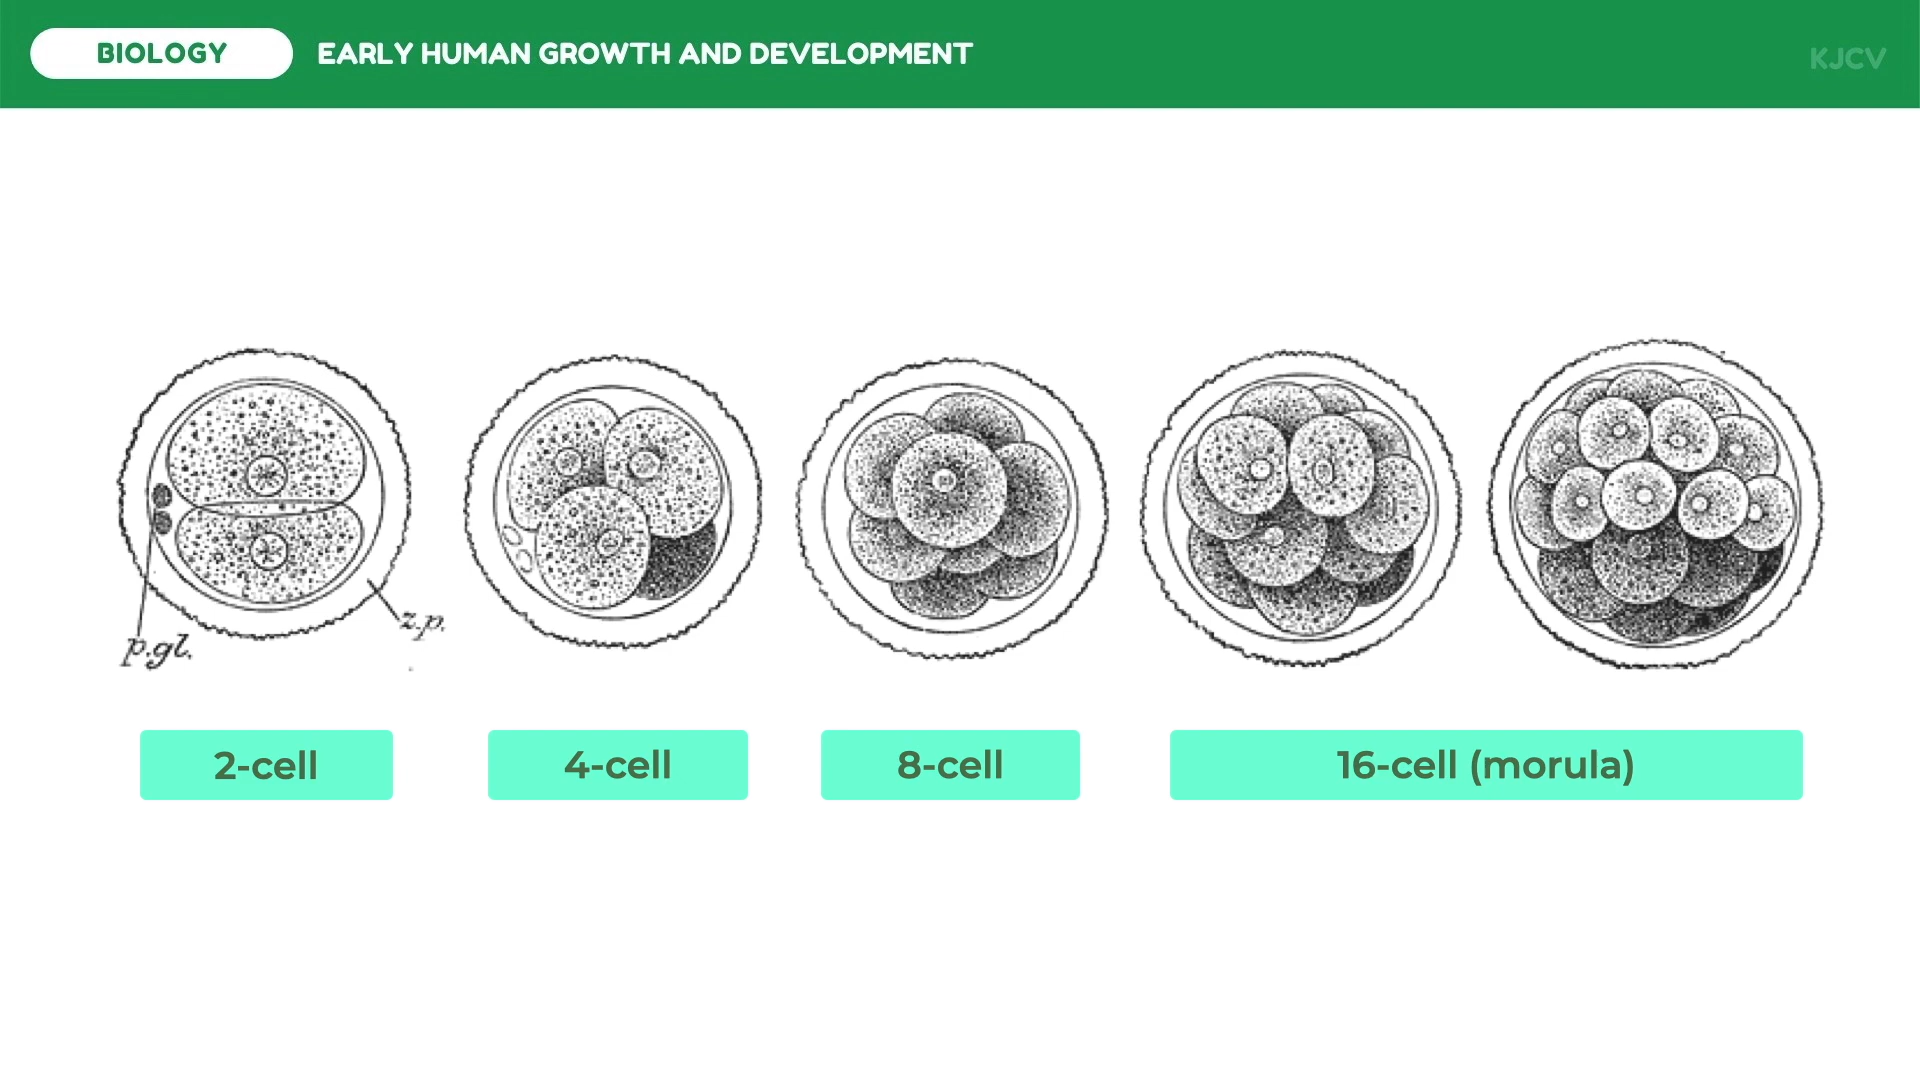 BIOLOGY
EARLY HUMAN GROWTH AND DEVELOPMENT
KJCV
p.gl.
z.p.
2-cell
4-cell
8-cell
16-cell (morula)